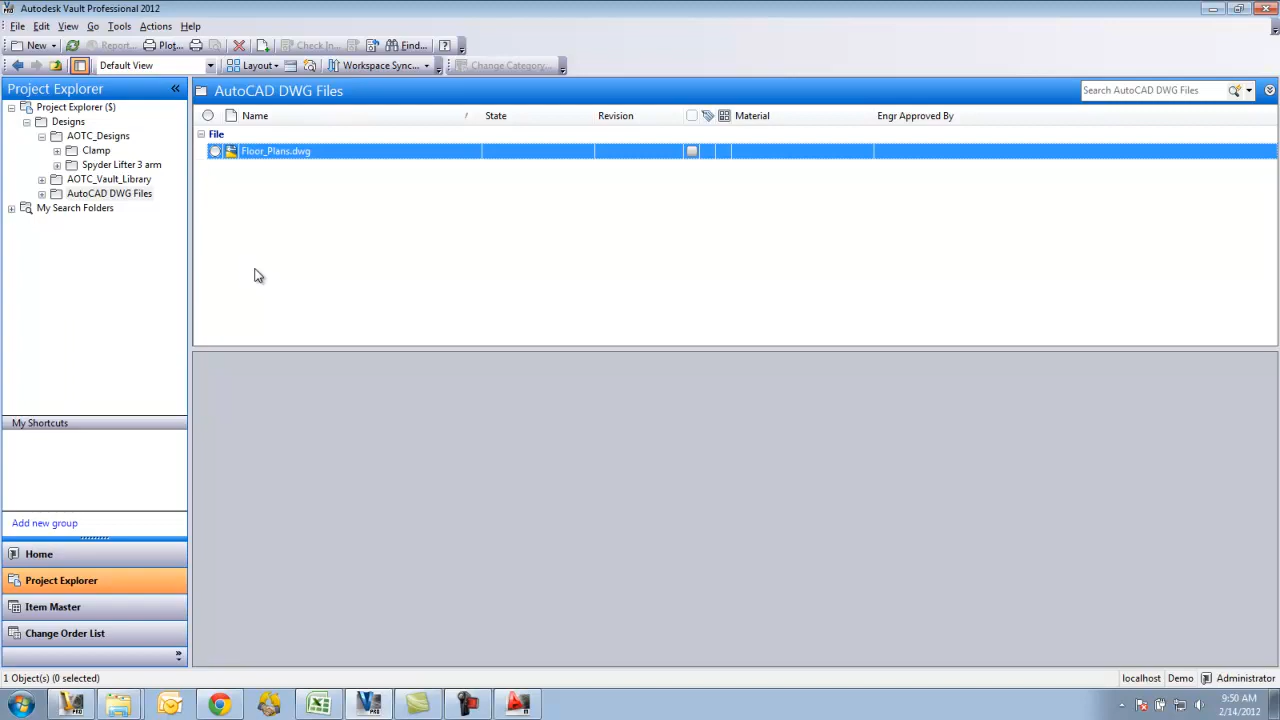 Autodesk Vault Professional 2012
File Edit View Go Tools Actions Help
New Report... Plot... Check In... Find...
Default View Layout Workspace Sync... Change Category...
Project Explorer «
Project Explorer ($)
Designs
AOTC_Designs
Clamp
Spyder Lifter 3 arm
AOTC_Vault_Library
AutoCAD DWG Files
My Search Folders
My Shortcuts
Add new group
Home
Project Explorer
Item Master
Change Order List
»
AutoCAD DWG Files Search AutoCAD DWG Files
Name / State Revision Material Engr Approved By
File
Floor_Plans.dwg
1 Object(s) (0 selected) localhost Demo Administrator
9:50 AM
2/14/2012